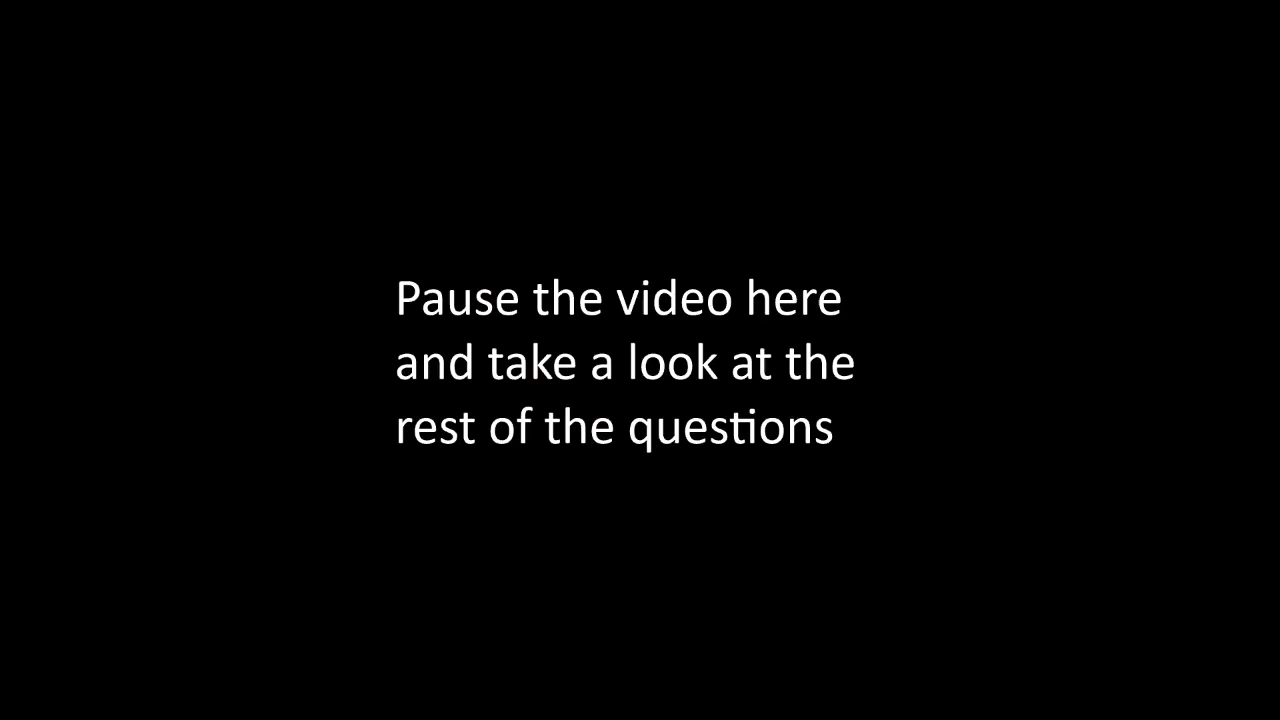 Pause the video here
and take a look at the
rest of the questions